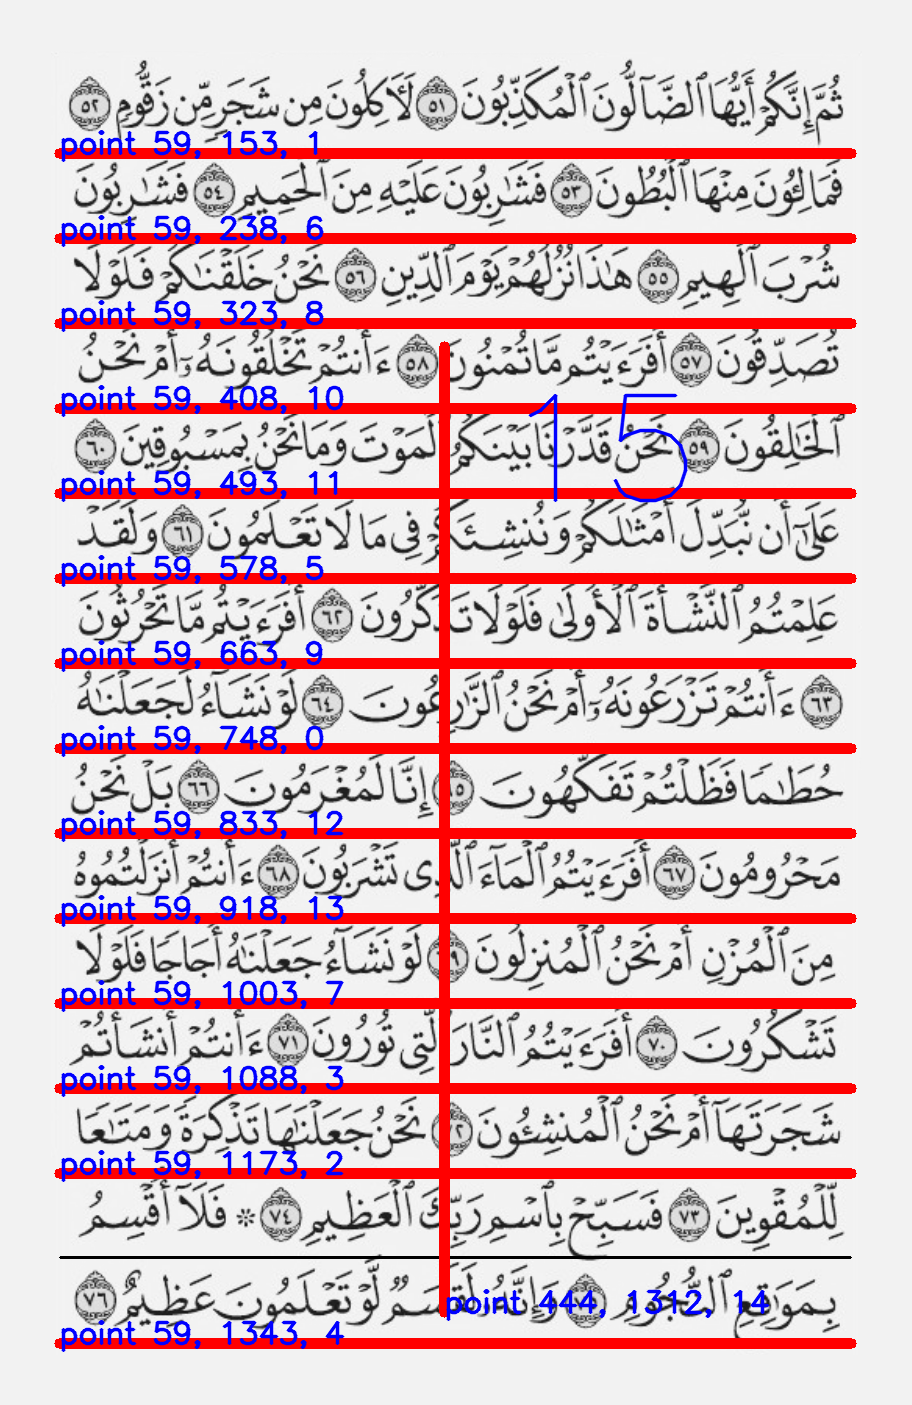 ثُمَّ إِنَّكُمْ أَيُّهَا ٱلضَّآلُّونَ ٱلْمُكَذِّبُونَ ٥١ لَءَاكِلُونَ مِن شَجَرٍ مِّن زَقُّومٍ ٥٢
point 59, 153, 1
فَمَالِـُٔونَ مِنْهَا ٱلْبُطُونَ ٥٣ فَشَـٰرِبُونَ عَلَيْهِ مِنَ ٱلْحَمِيمِ ٥٤ فَشَـٰرِبُونَ
point 59, 238, 6
شُرْبَ ٱلْهِيمِ ٥٥ هَـٰذَا نُزُلُهُمْ يَوْمَ ٱلدِّينِ ٥٦ نَحْنُ خَلَقْنَـٰكُمْ فَلَوْلَا
point 59, 323, 8
تُصَدِّقُونَ ٥٧ أَفَرَءَيْتُم مَّا تُمْنُونَ ٥٨ ءَأَنتُمْ تَخْلُقُونَهُۥٓ أَمْ نَحْنُ
point 59, 408, 10
ٱلْخَـٰلِقُونَ ٥٩ نَحْنُ قَدَّرْنَا بَيْنَكُمُ ٱلْمَوْتَ وَمَا نَحْنُ بِمَسْبُوقِينَ ٦٠
15
point 59, 493, 11
عَلَىٰٓ أَن نُّبَدِّلَ أَمْثَـٰلَكُمْ وَنُنشِئَكُمْ فِى مَا لَا تَعْلَمُونَ ٦١ وَلَقَدْ
point 59, 578, 5
عَلِمْتُمُ ٱلنَّشْأَةَ ٱلْأُولَىٰ فَلَوْلَا تَذَكَّرُونَ ٦٢ أَفَرَءَيْتُم مَّا تَحْرُثُونَ
point 59, 663, 9
٦٣ ءَأَنتُمْ تَزْرَعُونَهُۥٓ أَمْ نَحْنُ ٱلزَّٰرِعُونَ ٦٤ لَوْ نَشَآءُ لَجَعَلْنَـٰهُ
point 59, 748, 0
حُطَـٰمًا فَظَلْتُمْ تَفَكَّهُونَ ٦٥ إِنَّا لَمُغْرَمُونَ ٦٦ بَلْ نَحْنُ
point 59, 833, 12
مَحْرُومُونَ ٦٧ أَفَرَءَيْتُمُ ٱلْمَآءَ ٱلَّذِى تَشْرَبُونَ ٦٨ ءَأَنتُمْ أَنزَلْتُمُوهُ
point 59, 918, 13
مِنَ ٱلْمُزْنِ أَمْ نَحْنُ ٱلْمُنزِلُونَ ٦٩ لَوْ نَشَآءُ جَعَلْنَـٰهُ أُجَاجًا فَلَوْلَا
point 59, 1003, 7
تَشْكُرُونَ ٧٠ أَفَرَءَيْتُمُ ٱلنَّارَ ٱلَّتِى تُورُونَ ٧١ ءَأَنتُمْ أَنشَأْتُمْ
point 59, 1088, 3
شَجَرَتَهَآ أَمْ نَحْنُ ٱلْمُنشِـُٔونَ ٧٢ نَحْنُ جَعَلْنَـٰهَا تَذْكِرَةً وَمَتَـٰعًا
point 59, 1173, 2
لِّلْمُقْوِينَ ٧٣ فَسَبِّحْ بِٱسْمِ رَبِّكَ ٱلْعَظِيمِ ٧٤ ۞ فَلَآ أُقْسِمُ
بِمَوَٰقِعِ ٱلنُّجُومِ ٧٥ وَإِنَّهُۥ لَقَسَمٌ لَّوْ تَعْلَمُونَ عَظِيمٌ ٧٦
point 444, 1312, 14
point 59, 1343, 4